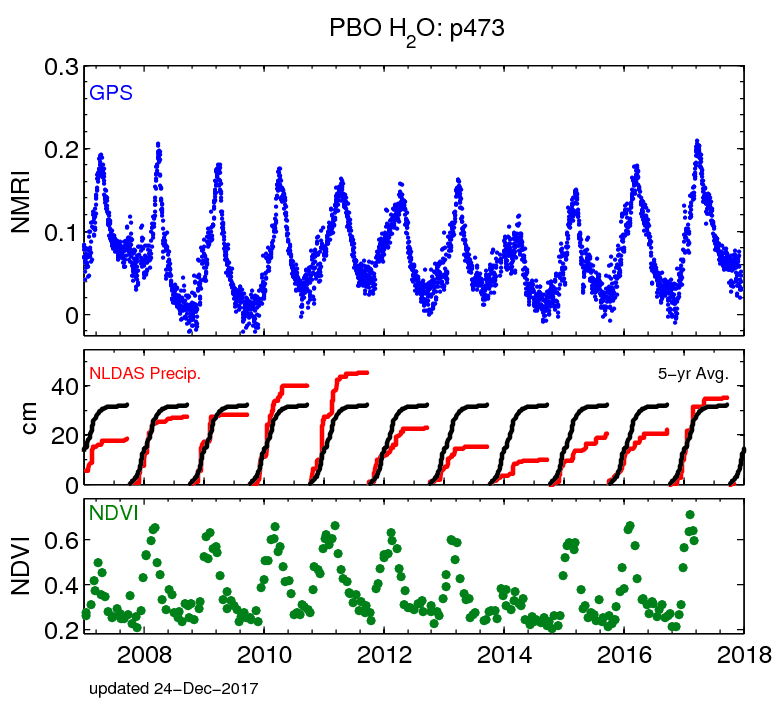 PBO H2O: p473
0.3
GPS
0.2
NMRI
0.1
0
NLDAS Precip. 5-yr Avg.
40
cm
20
0
NDVI
0.6
NDVI
0.4
0.2
2008 2010 2012 2014 2016 2018
updated 24-Dec-2017